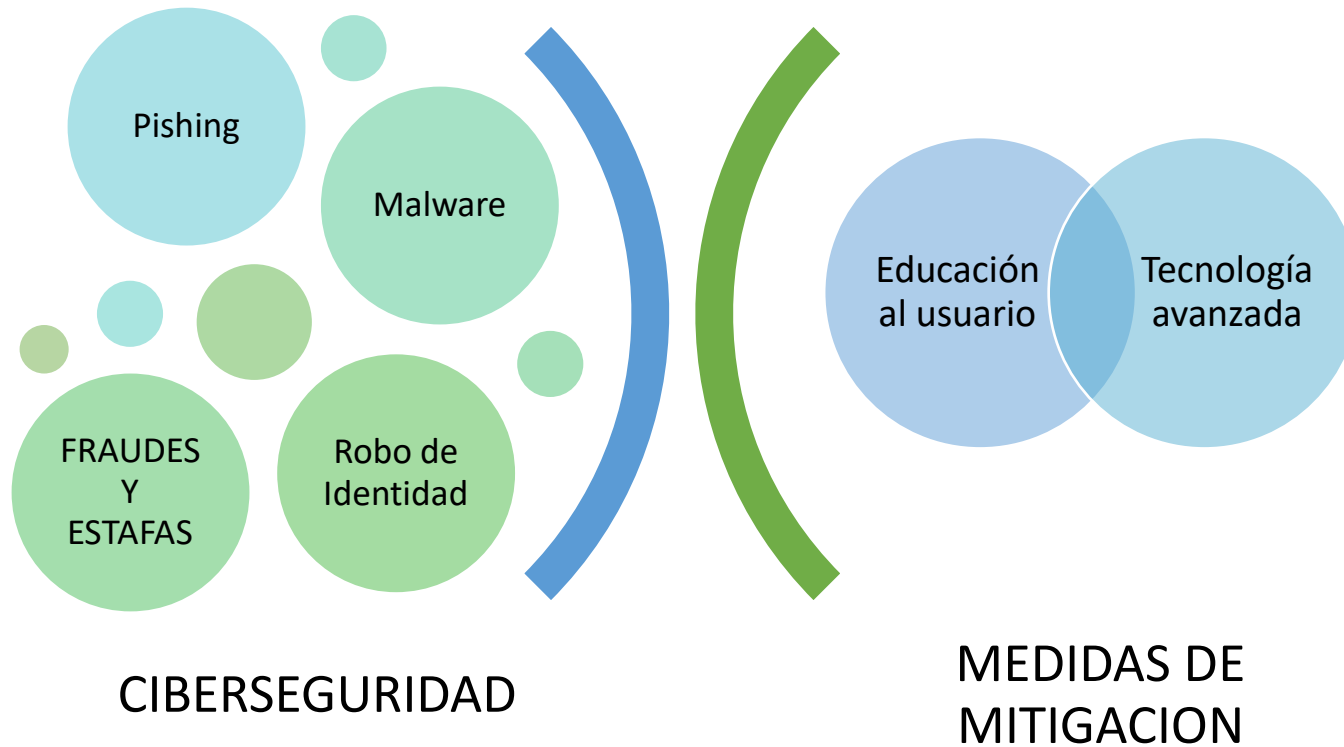 Pishing
Malware
FRAUDES
Y
ESTAFAS
Robo de
Identidad
CIBERSEGURIDAD
Educación
al usuario
Tecnología
avanzada
MEDIDAS DE
MITIGACION